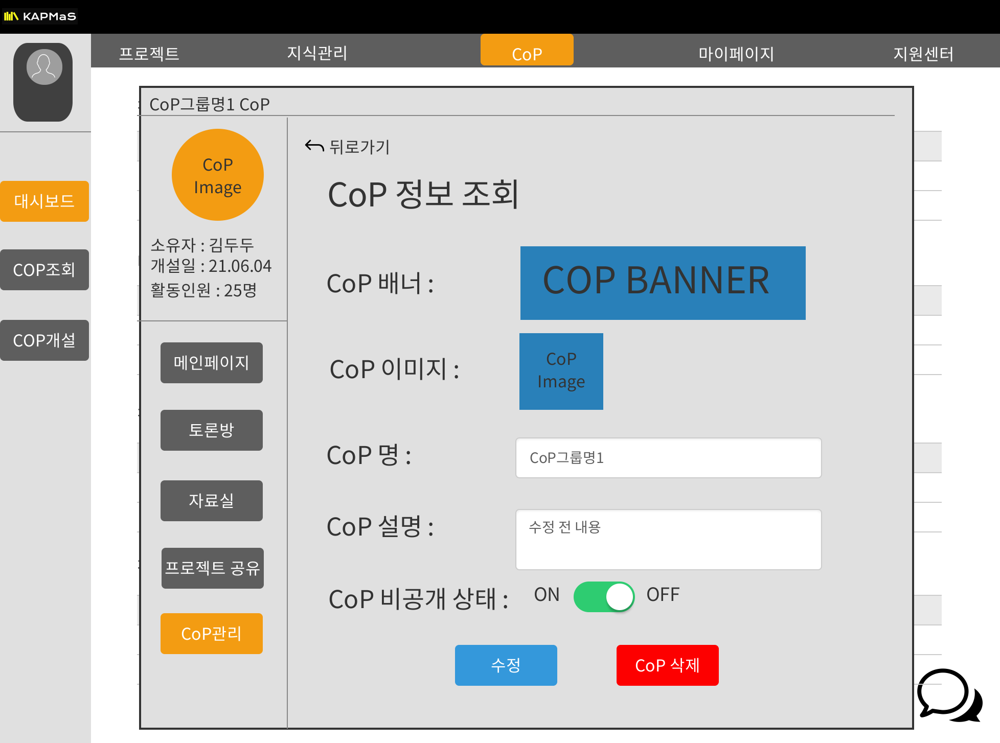 KAPMaS
프로젝트
지식관리
CoP
마이페이지
지원센터
대시보드
COP조회
COP개설
CoP그룹명1 CoP
CoP
Image
소유자 : 김두두
개설일 : 21.06.04
활동인원 : 25명
메인페이지
토론방
자료실
프로젝트 공유
CoP관리
뒤로가기
CoP 정보 조회
CoP 배너 :
COP BANNER
CoP 이미지 :
CoP
Image
CoP 명 :
CoP그룹명1
CoP 설명 :
수정 전 내용
CoP 비공개 상태 :
ON
OFF
수정
CoP 삭제